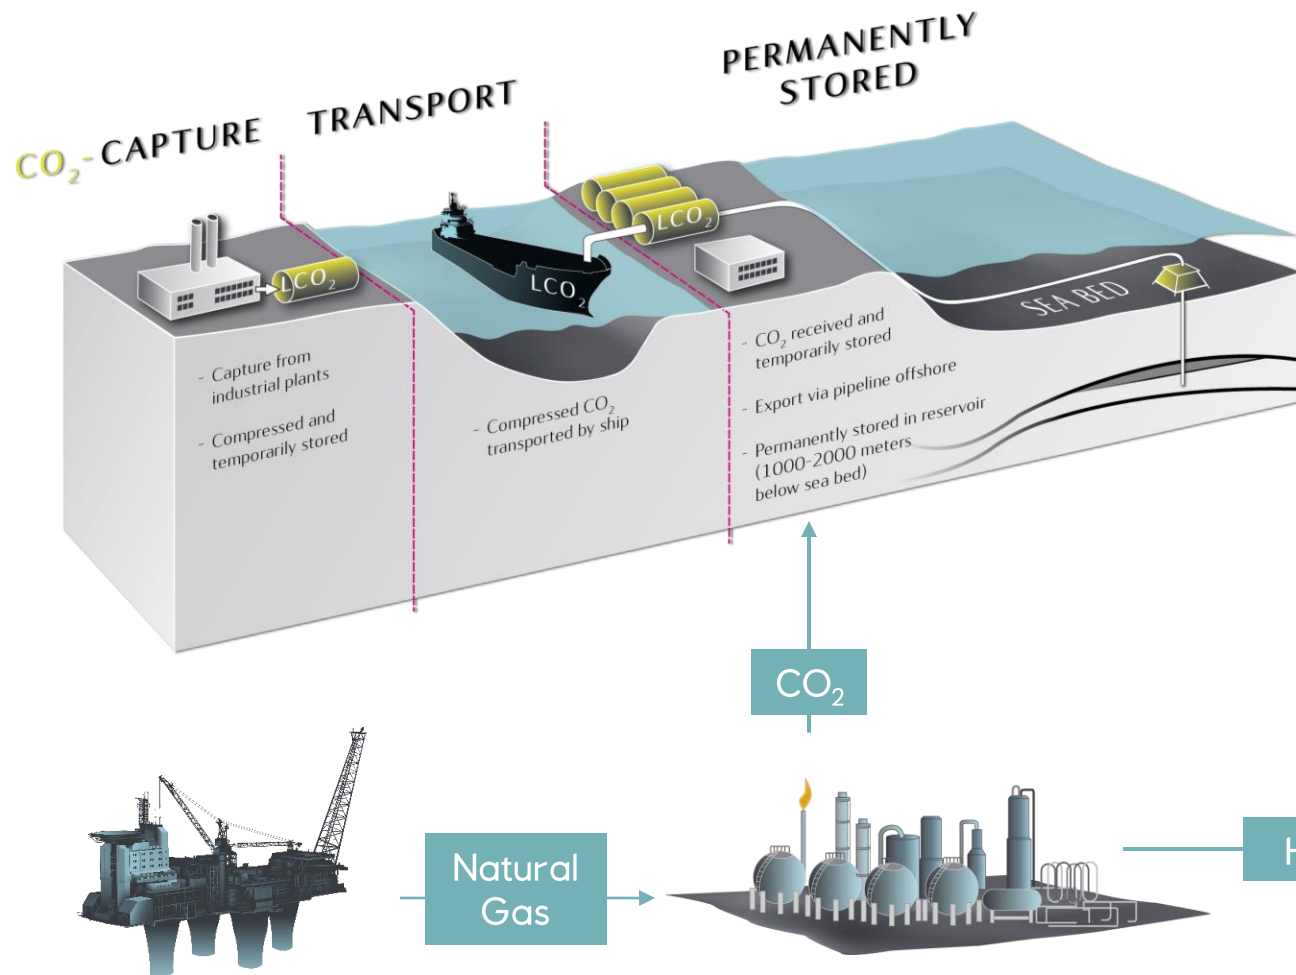 CO₂-CAPTURE
TRANSPORT
PERMANENTLY
STORED
LCO₂
LCO₂
LCO₂
SEA BED
- Capture from
industrial plants
- Compressed and
temporarily stored
- Compressed CO₂
transported by ship
- CO₂ received and
temporarily stored
- Export via pipeline offshore
- Permanently stored in reservoir
(1000-2000 meters
below sea bed)
CO₂
Natural
Gas
H